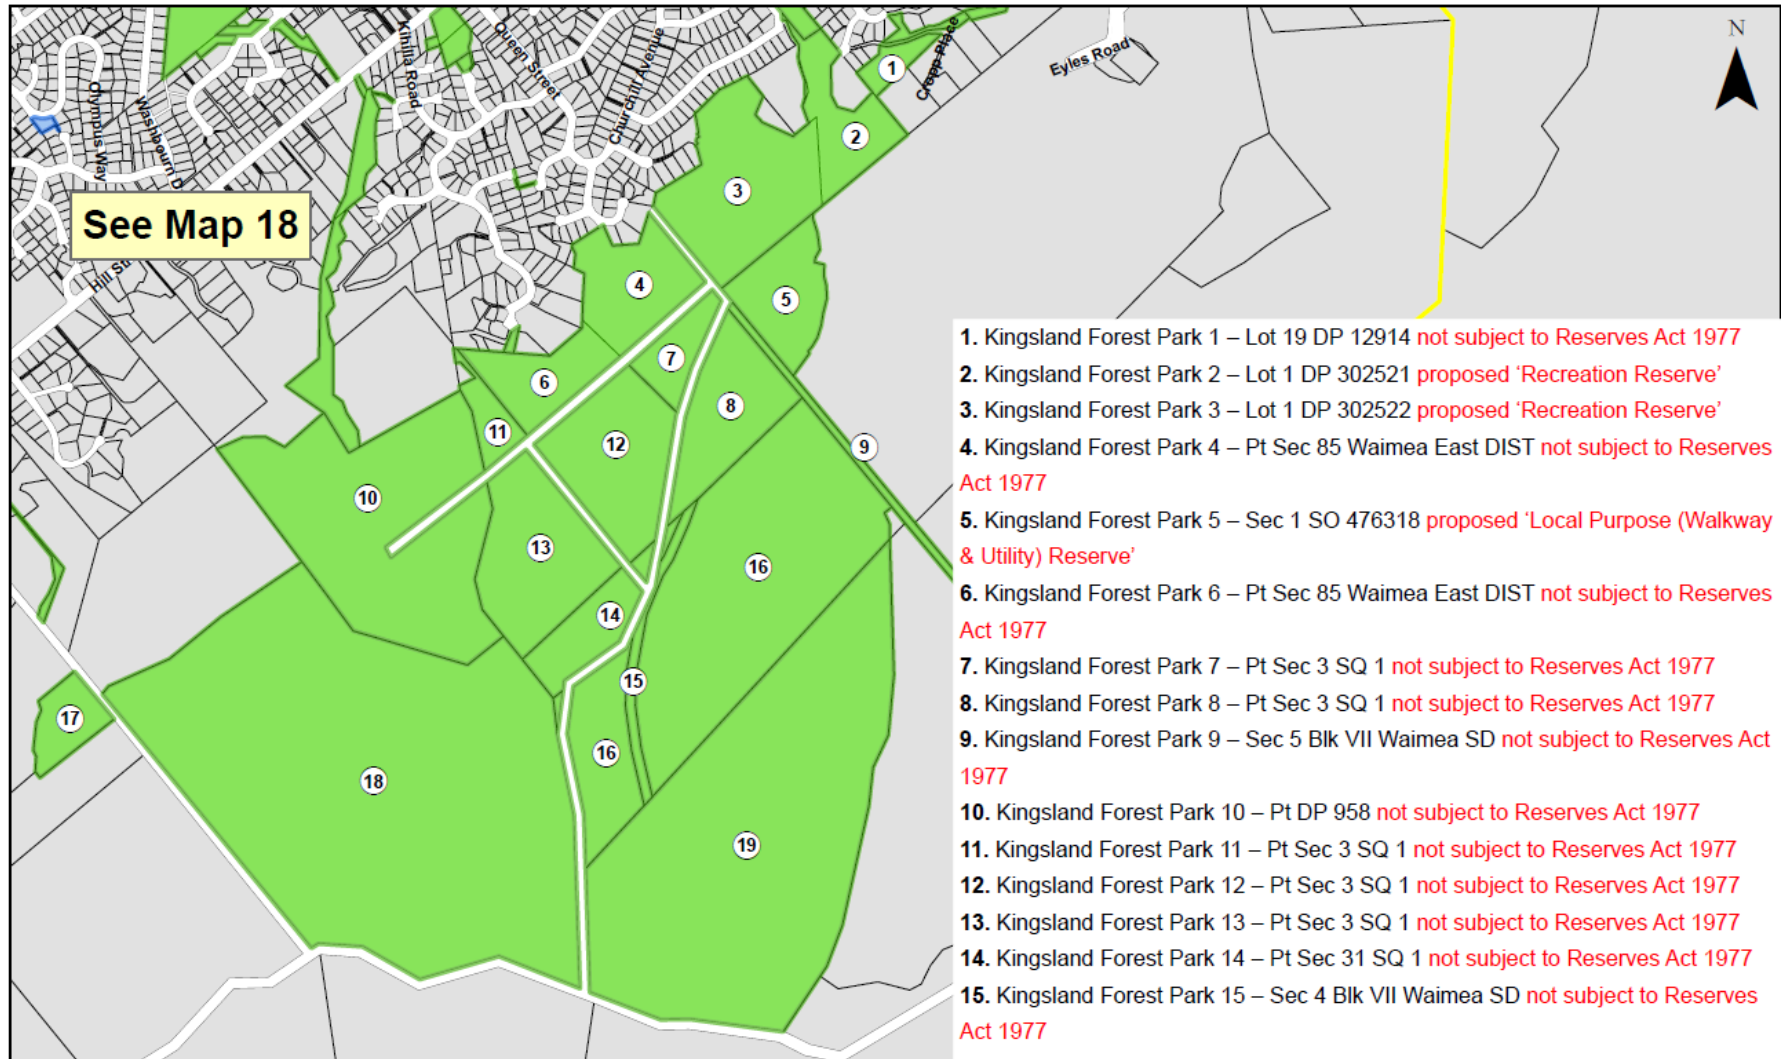 Kihilla Road
Queen Street
Churchill Avenue
Cropp Place
Eyles Road
N
Olympus Way
Washbourn D
See Map 18
Hill St
1
2
3
4
5
6
7
8
9
10
11
12
13
14
15
16
16
17
18
19
1. Kingsland Forest Park 1 – Lot 19 DP 12914 not subject to Reserves Act 1977
2. Kingsland Forest Park 2 – Lot 1 DP 302521 proposed ‘Recreation Reserve’
3. Kingsland Forest Park 3 – Lot 1 DP 302522 proposed ‘Recreation Reserve’
4. Kingsland Forest Park 4 – Pt Sec 85 Waimea East DIST not subject to Reserves
Act 1977
5. Kingsland Forest Park 5 – Sec 1 SO 476318 proposed ‘Local Purpose (Walkway
& Utility) Reserve’
6. Kingsland Forest Park 6 – Pt Sec 85 Waimea East DIST not subject to Reserves
Act 1977
7. Kingsland Forest Park 7 – Pt Sec 3 SQ 1 not subject to Reserves Act 1977
8. Kingsland Forest Park 8 – Pt Sec 3 SQ 1 not subject to Reserves Act 1977
9. Kingsland Forest Park 9 – Sec 5 Blk VII Waimea SD not subject to Reserves Act
1977
10. Kingsland Forest Park 10 – Pt DP 958 not subject to Reserves Act 1977
11. Kingsland Forest Park 11 – Pt Sec 3 SQ 1 not subject to Reserves Act 1977
12. Kingsland Forest Park 12 – Pt Sec 3 SQ 1 not subject to Reserves Act 1977
13. Kingsland Forest Park 13 – Pt Sec 3 SQ 1 not subject to Reserves Act 1977
14. Kingsland Forest Park 14 – Pt Sec 31 SQ 1 not subject to Reserves Act 1977
15. Kingsland Forest Park 15 – Sec 4 Blk VII Waimea SD not subject to Reserves
Act 1977